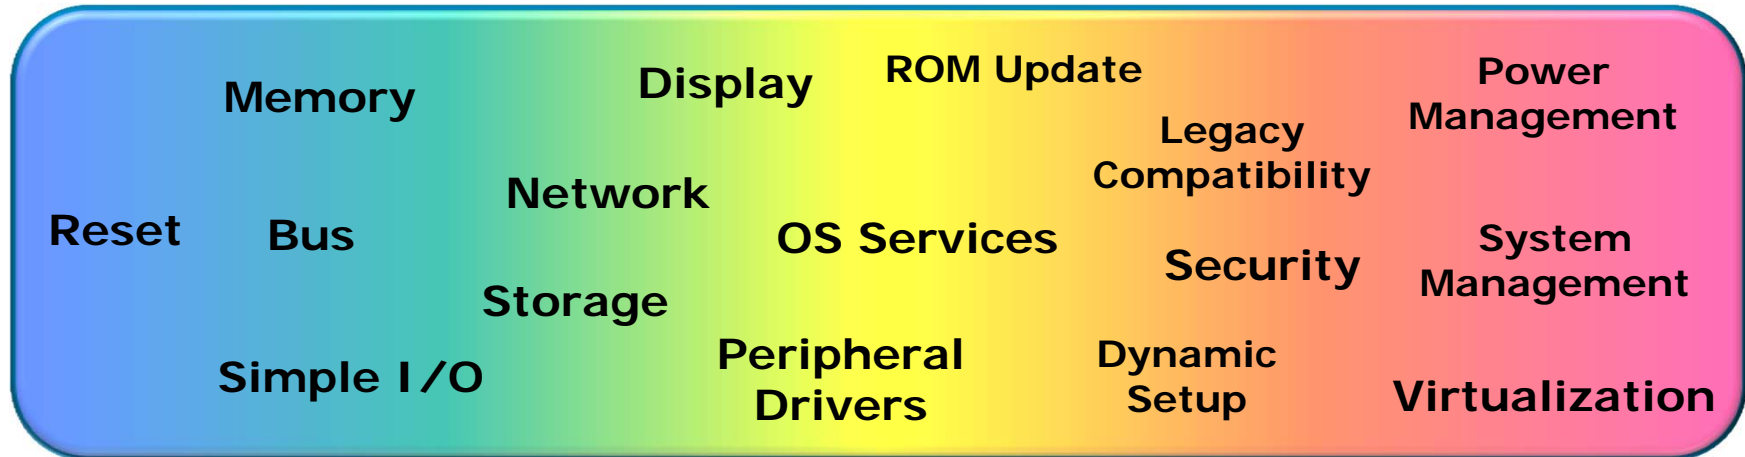 Reset
Memory
Bus
Simple I/O
Network
Storage
Display
Peripheral
Drivers
OS Services
ROM Update
Legacy
Compatibility
Security
Dynamic
Setup
Power
Management
System
Management
Virtualization